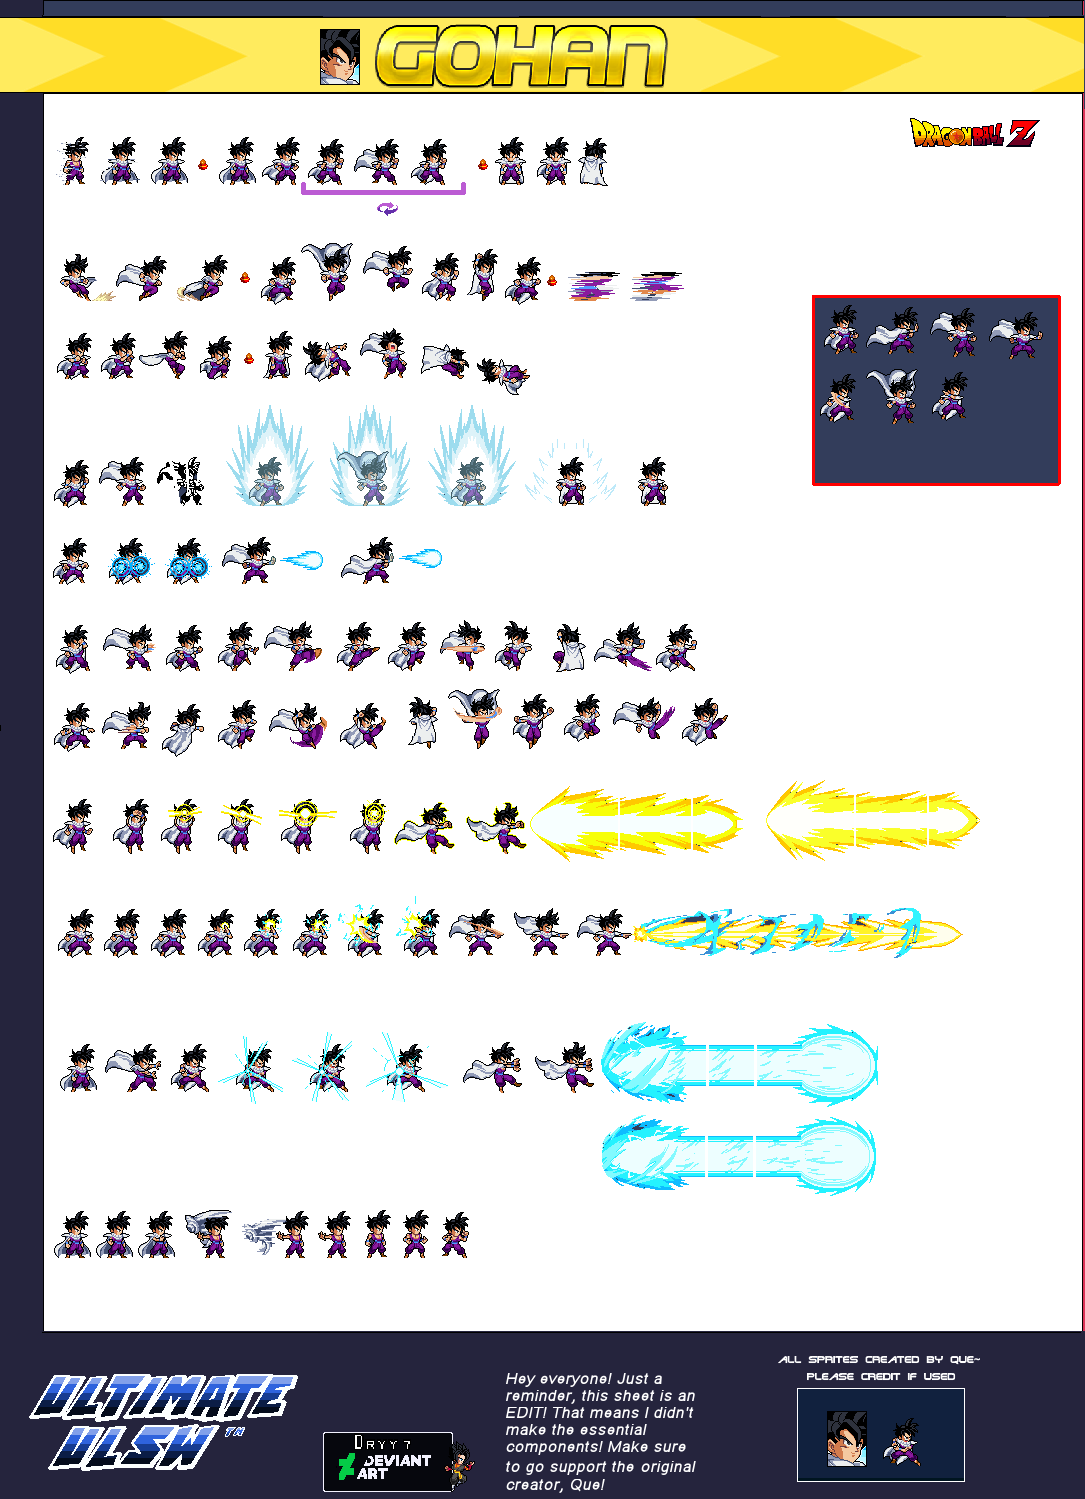 GOHAN
DRAGON BALL Z
ALL SPRITES CREATED BY QUE~
PLEASE CREDIT IF USED
Hey everyone! Just a
reminder, this sheet is an
EDIT! That means I didn't
make the essential
components! Make sure
to go support the original
creator, Que!
ULTIMATE
ULSW TM
DRYY7
DEVIANT
ART